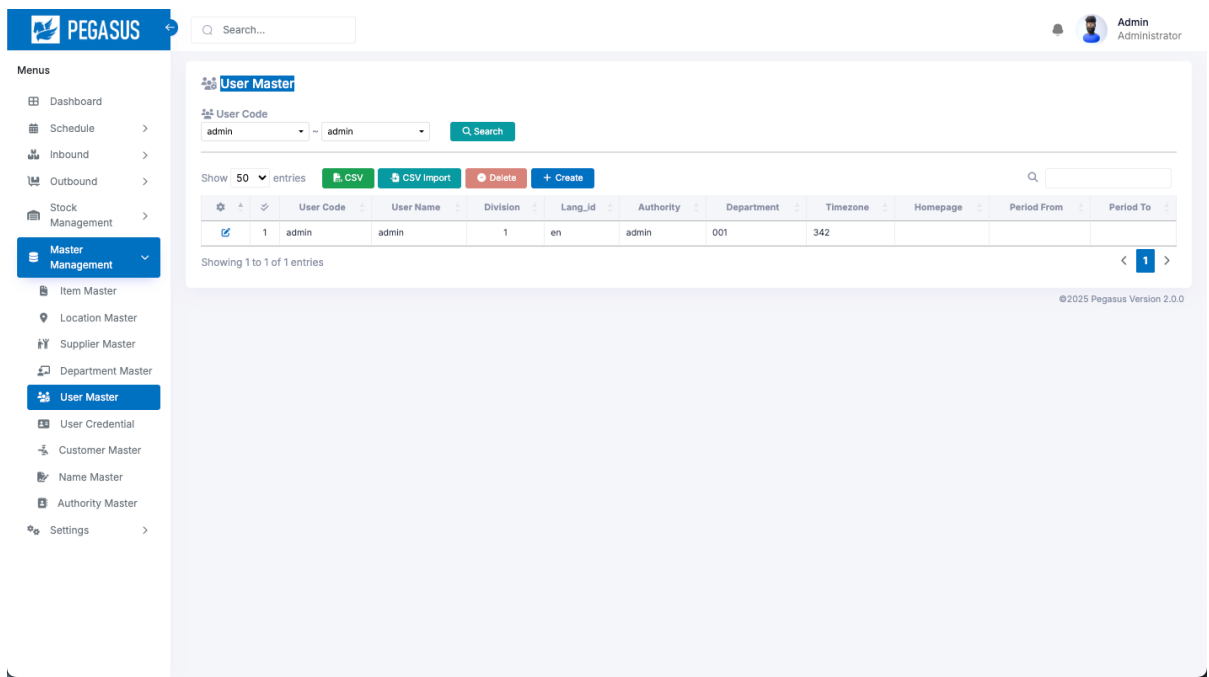 PEGASUS
Search...
Admin
Administrator
Menus
Dashboard
Schedule
Inbound
Outbound
Stock
Management
Master
Management
Item Master
Location Master
Supplier Master
Department Master
User Master
User Credential
Customer Master
Name Master
Authority Master
Settings
User Master
User Code
admin ~ admin Search
Show 50 entries CSV CSV Import Delete + Create
User Code User Name Division Lang_id Authority Department Timezone Homepage Period From Period To
1 admin admin 1 en admin 001 342
Showing 1 to 1 of 1 entries
< 1 >
©2025 Pegasus Version 2.0.0